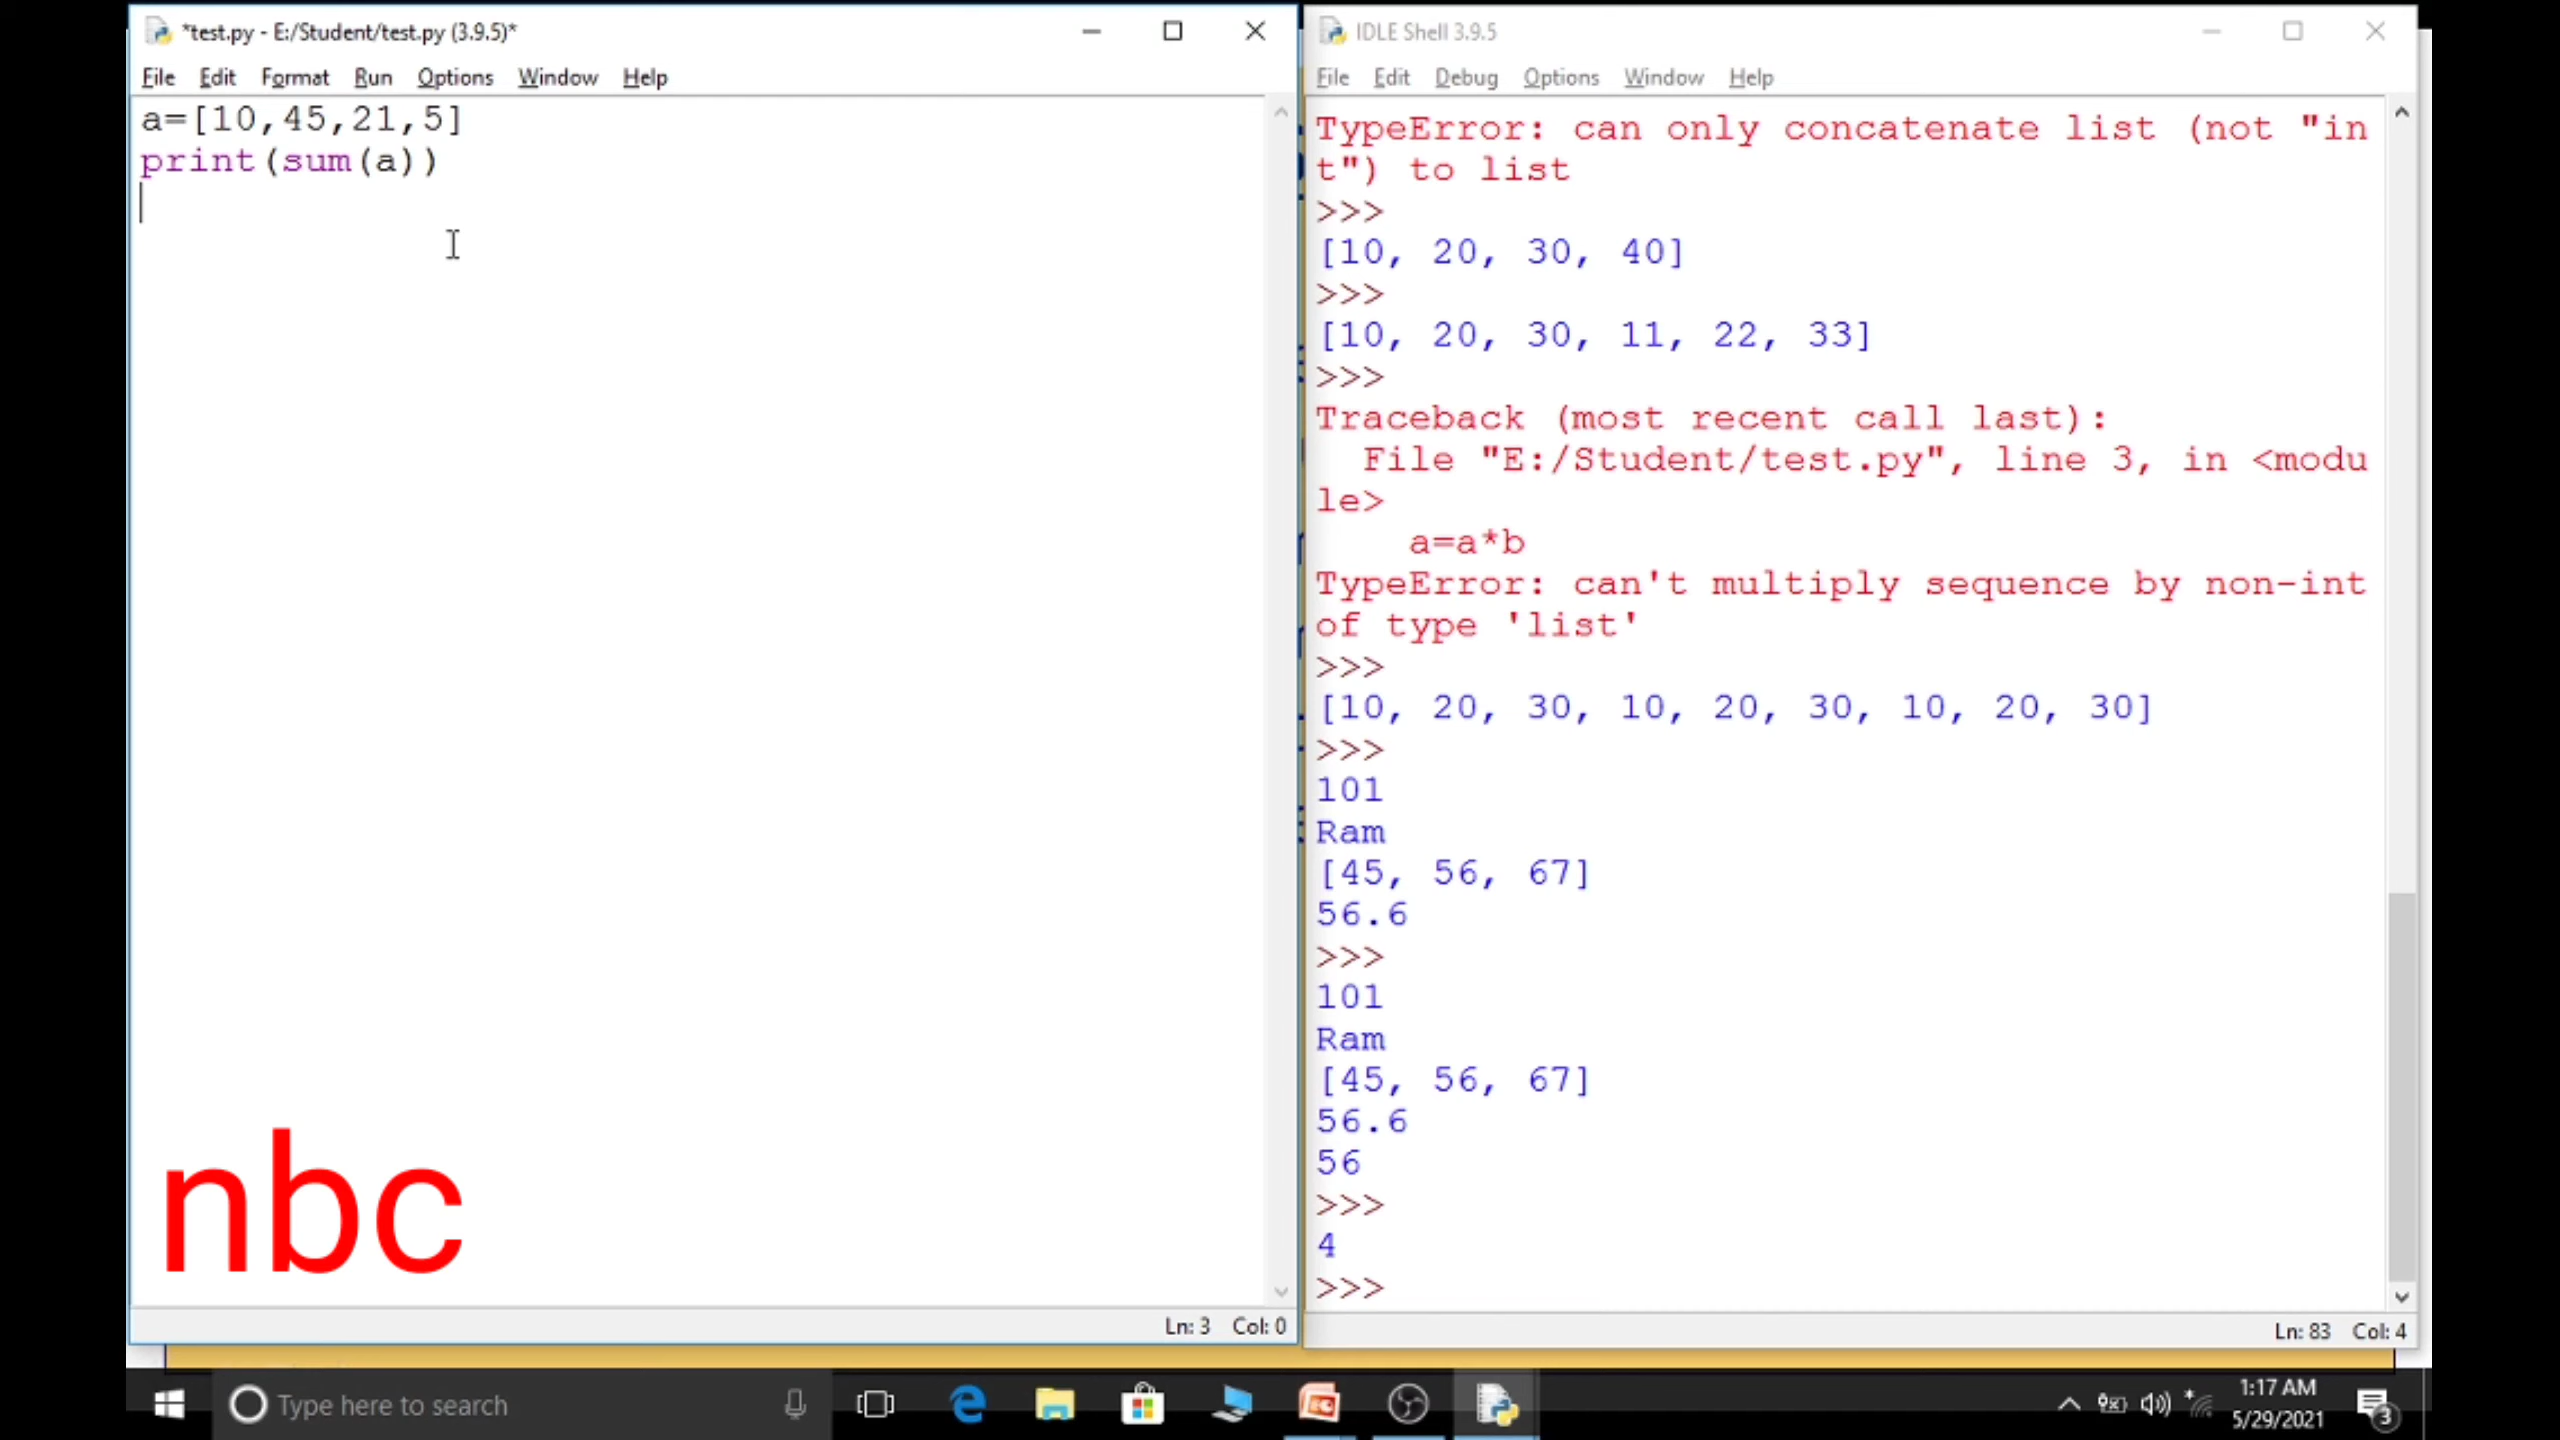 *test.py - E:/Student/test.py (3.9.5)*
File Edit Format Run Options Window Help
a=[10,45,21,5]
print(sum(a))
nbc
Ln: 3 Col: 0
IDLE Shell 3.9.5
File Edit Debug Options Window Help
TypeError: can only concatenate list (not "in
t") to list
>>>
[10, 20, 30, 40]
>>>
[10, 20, 30, 11, 22, 33]
>>>
Traceback (most recent call last):
File "E:/Student/test.py", line 3, in <modu
le>
a=a*b
TypeError: can't multiply sequence by non-int
of type 'list'
>>>
[10, 20, 30, 10, 20, 30, 10, 20, 30]
>>>
101
Ram
[45, 56, 67]
56.6
>>>
101
Ram
[45, 56, 67]
56.6
56
>>>
4
>>>
Ln: 83 Col: 4
Type here to search
1:17 AM
5/29/2021
3